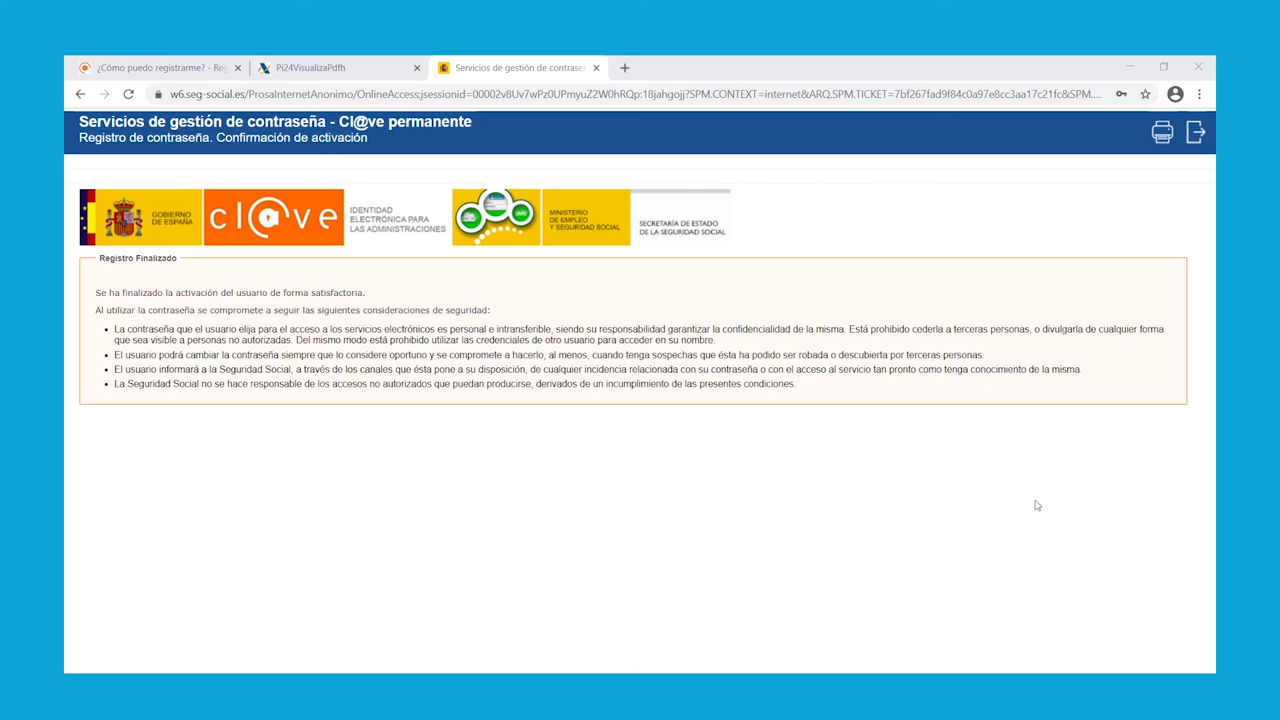 ¿Cómo puedo registrarme? - Reg
Pi24VisualizaPdfh
Servicios de gestión de contraseñ
w6.seg-social.es/ProsaInternetAnonimo/OnlineAccess;jsessionid=00002v8Uv7wPz0UPmyuZ2W0hRQp:18jahgojj?SPM.CONTEXT=internet&ARQ.SPM.TICKET=7bf267fad9f84c0a97e8cc3aa17c21fc&SPM....
Servicios de gestión de contraseña - Cl@ve permanente
Registro de contraseña. Confirmación de activación
GOBIERNO
DE ESPAÑA
cl@ve
IDENTIDAD
ELECTRÓNICA PARA
LAS ADMINISTRACIONES
MINISTERIO
DE EMPLEO
Y SEGURIDAD SOCIAL
SECRETARÍA DE ESTADO
DE LA SEGURIDAD SOCIAL
Registro Finalizado
Se ha finalizado la activación del usuario de forma satisfactoria.
Al utilizar la contraseña se compromete a seguir las siguientes consideraciones de seguridad:
• La contraseña que el usuario elija para el acceso a los servicios electrónicos es personal e intransferible, siendo su responsabilidad garantizar la confidencialidad de la misma. Está prohibido cederla a terceras personas, o divulgarla de cualquier forma
que sea visible a personas no autorizadas. Del mismo modo está prohibido utilizar las credenciales de otro usuario para acceder en su nombre.
• El usuario podrá cambiar la contraseña siempre que lo considere oportuno y se compromete a hacerlo, al menos, cuando tenga sospechas que ésta ha podido ser robada o descubierta por terceras personas.
• El usuario informará a la Seguridad Social, a través de los canales que ésta pone a su disposición, de cualquier incidencia relacionada con su contraseña o con el acceso al servicio tan pronto como tenga conocimiento de la misma.
• La Seguridad Social no se hace responsable de los accesos no autorizados que puedan producirse, derivados de un incumplimiento de las presentes condiciones.